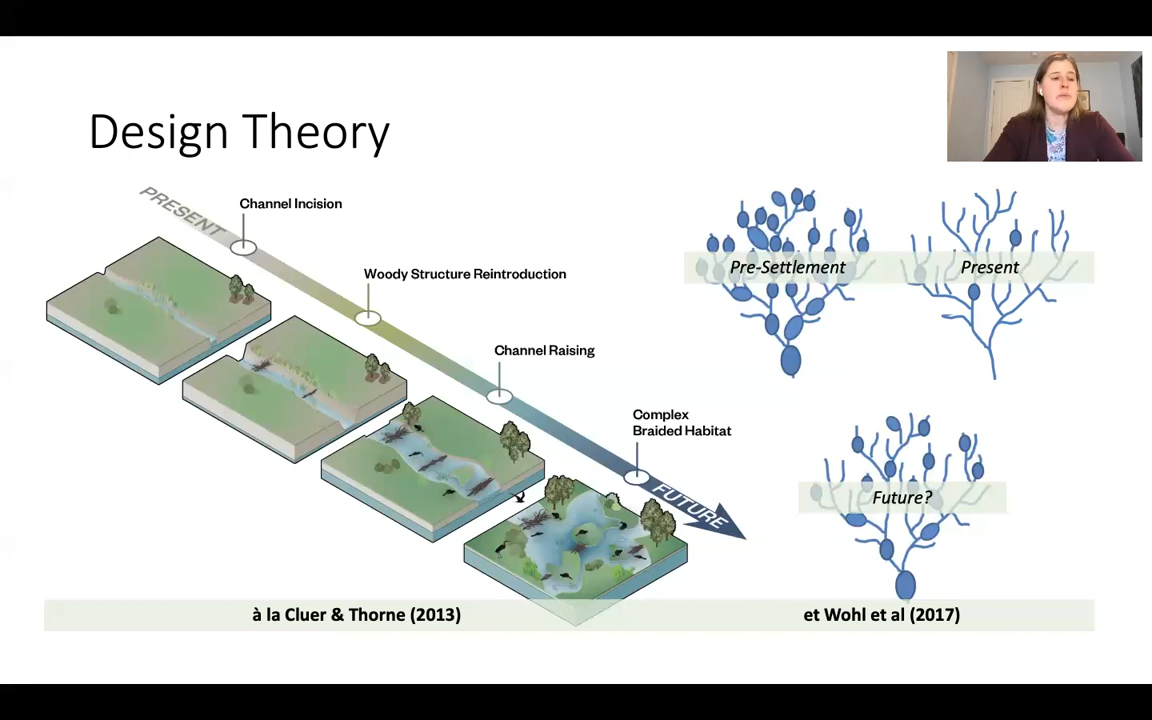 Design Theory
PRESENT
Channel Incision
Woody Structure Reintroduction
Channel Raising
Complex
Braided Habitat
FUTURE
Pre-Settlement
Present
Future?
à la Cluer & Thorne (2013)
et Wohl et al (2017)